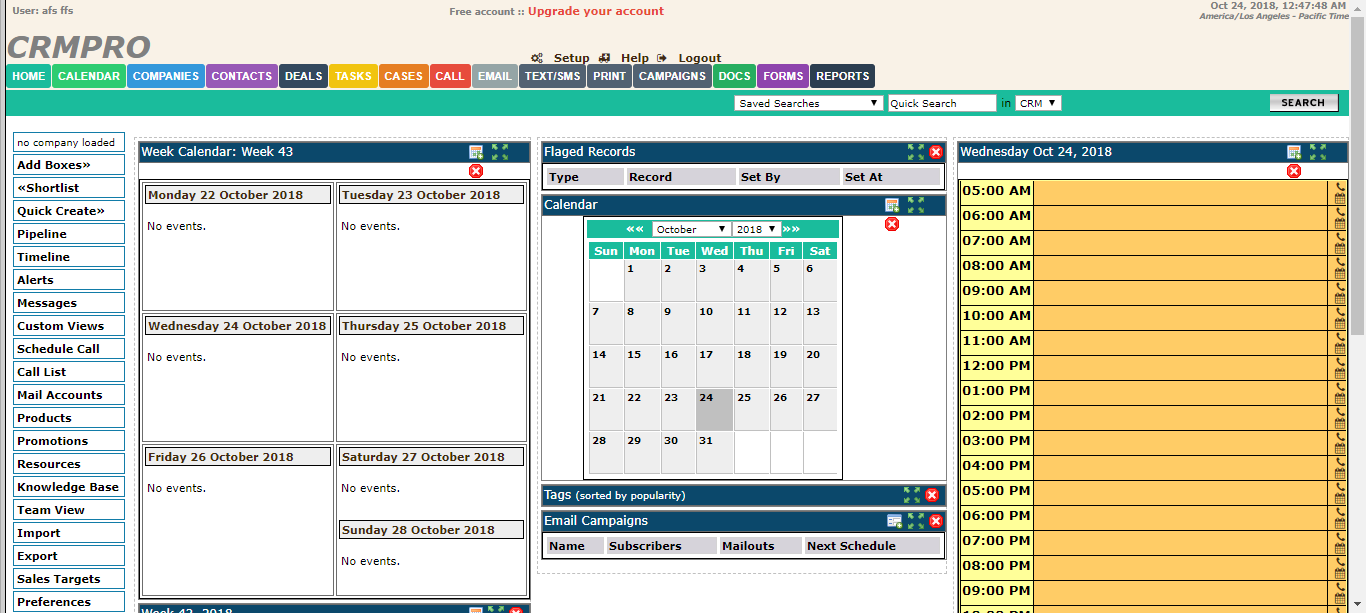 User: afs ffs
Free account :: Upgrade your account
Oct 24, 2018, 12:47:48 AM
America/Los Angeles - Pacific Time
CRMPRO
Setup Help Logout
HOME CALENDAR COMPANIES CONTACTS DEALS TASKS CASES CALL EMAIL TEXT/SMS PRINT CAMPAIGNS DOCS FORMS REPORTS
Saved Searches Quick Search in CRM SEARCH
no company loaded
Add Boxes»
«Shortlist
Quick Create»
Pipeline
Timeline
Alerts
Messages
Custom Views
Schedule Call
Call List
Mail Accounts
Products
Promotions
Resources
Knowledge Base
Team View
Import
Export
Sales Targets
Preferences
Week Calendar: Week 43
Monday 22 October 2018
No events.
Tuesday 23 October 2018
No events.
Wednesday 24 October 2018
No events.
Thursday 25 October 2018
No events.
Friday 26 October 2018
No events.
Saturday 27 October 2018
No events.
Sunday 28 October 2018
No events.
Week 43, 2018
Flaged Records
Type Record Set By Set At
Calendar
«« October 2018 »»
Sun Mon Tue Wed Thu Fri Sat
1 2 3 4 5 6
7 8 9 10 11 12 13
14 15 16 17 18 19 20
21 22 23 24 25 26 27
28 29 30 31
Tags (sorted by popularity)
Email Campaigns
Name Subscribers Mailouts Next Schedule
Wednesday Oct 24, 2018
05:00 AM
06:00 AM
07:00 AM
08:00 AM
09:00 AM
10:00 AM
11:00 AM
12:00 PM
01:00 PM
02:00 PM
03:00 PM
04:00 PM
05:00 PM
06:00 PM
07:00 PM
08:00 PM
09:00 PM
10:00 PM